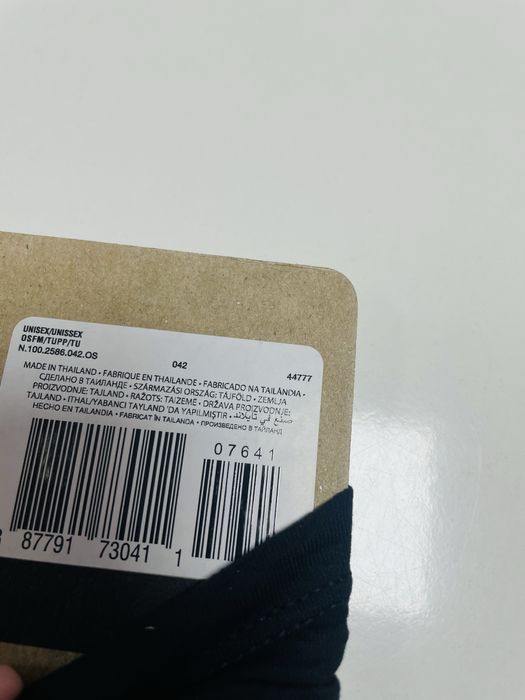 UNISEX/UNISSEX
OSFM/TUPP/TU
N.100.2586.042.OS
042
44777
MADE IN THAILAND • FABRIQUE EN THAILANDE • FABRICADO NA TAILÂNDIA •
СДЕЛАНО В ТАИЛАНДЕ • SZÁRMAZÁSI ORSZÁG: TÁJFÖLD • ZEMLJA
PROIZVODNJE: TAJLAND • RAŽOTS: TAIZEMĒ • DRŽAVA PROIZVODNJE:
TAJLAND • ITHAL/YABANCI TAYLAND 'DA YAPILMIŞTIR • صنع في تايلاند
HECHO EN TAILANDIA • FABRICAT ÎN TAILANDA • ПРОИЗВЕДЕНО В ТАЙЛАНД
07641
87791 73041 1